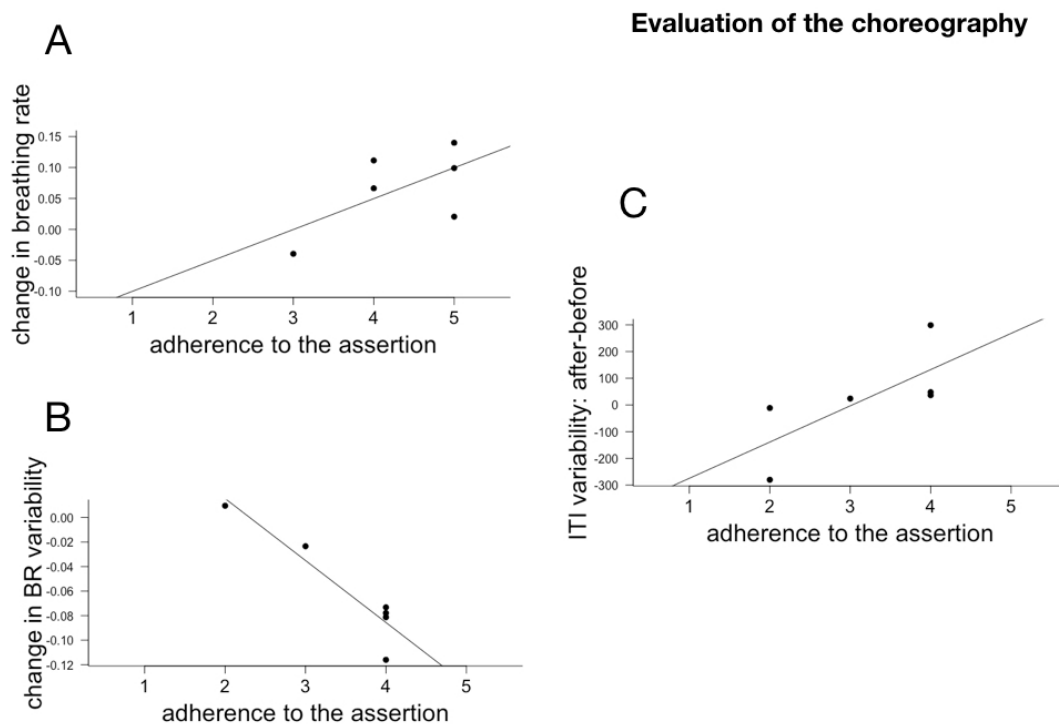 Evaluation of the choreography
A
change in breathing rate
0.15
0.10
0.05
0.00
-0.05
-0.10
1 2 3 4 5
adherence to the assertion
B
change in BR variability
0.00
-0.02
-0.04
-0.06
-0.08
-0.10
-0.12
1 2 3 4 5
adherence to the assertion
C
ITI variability: after-before
300
200
100
0
-100
-200
-300
1 2 3 4 5
adherence to the assertion